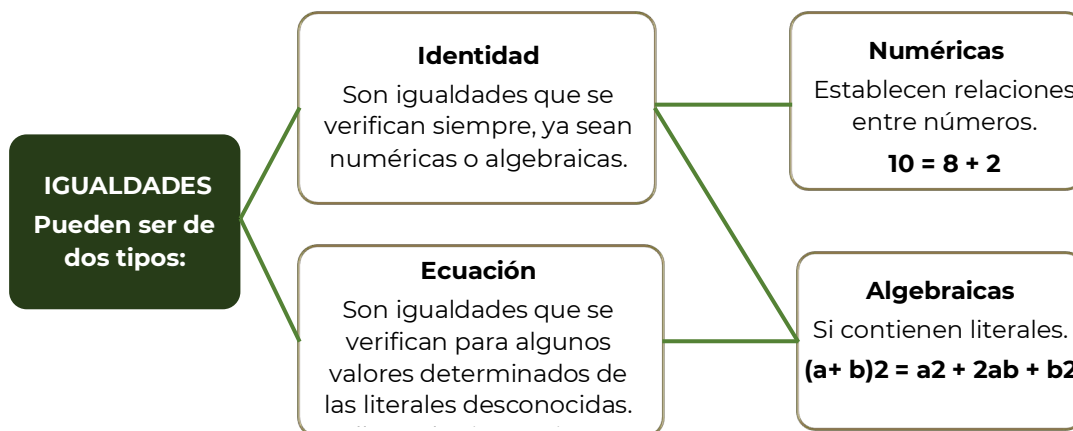 IGUALDADES
Pueden ser de
dos tipos:
Identidad
Son igualdades que se
verifican siempre, ya sean
numéricas o algebraicas.
Ecuación
Son igualdades que se
verifican para algunos
valores determinados de
las literales desconocidas.
Numéricas
Establecen relaciones
entre números.
10 = 8 + 2
Algebraicas
Si contienen literales.
(a+ b)2 = a2 + 2ab + b2